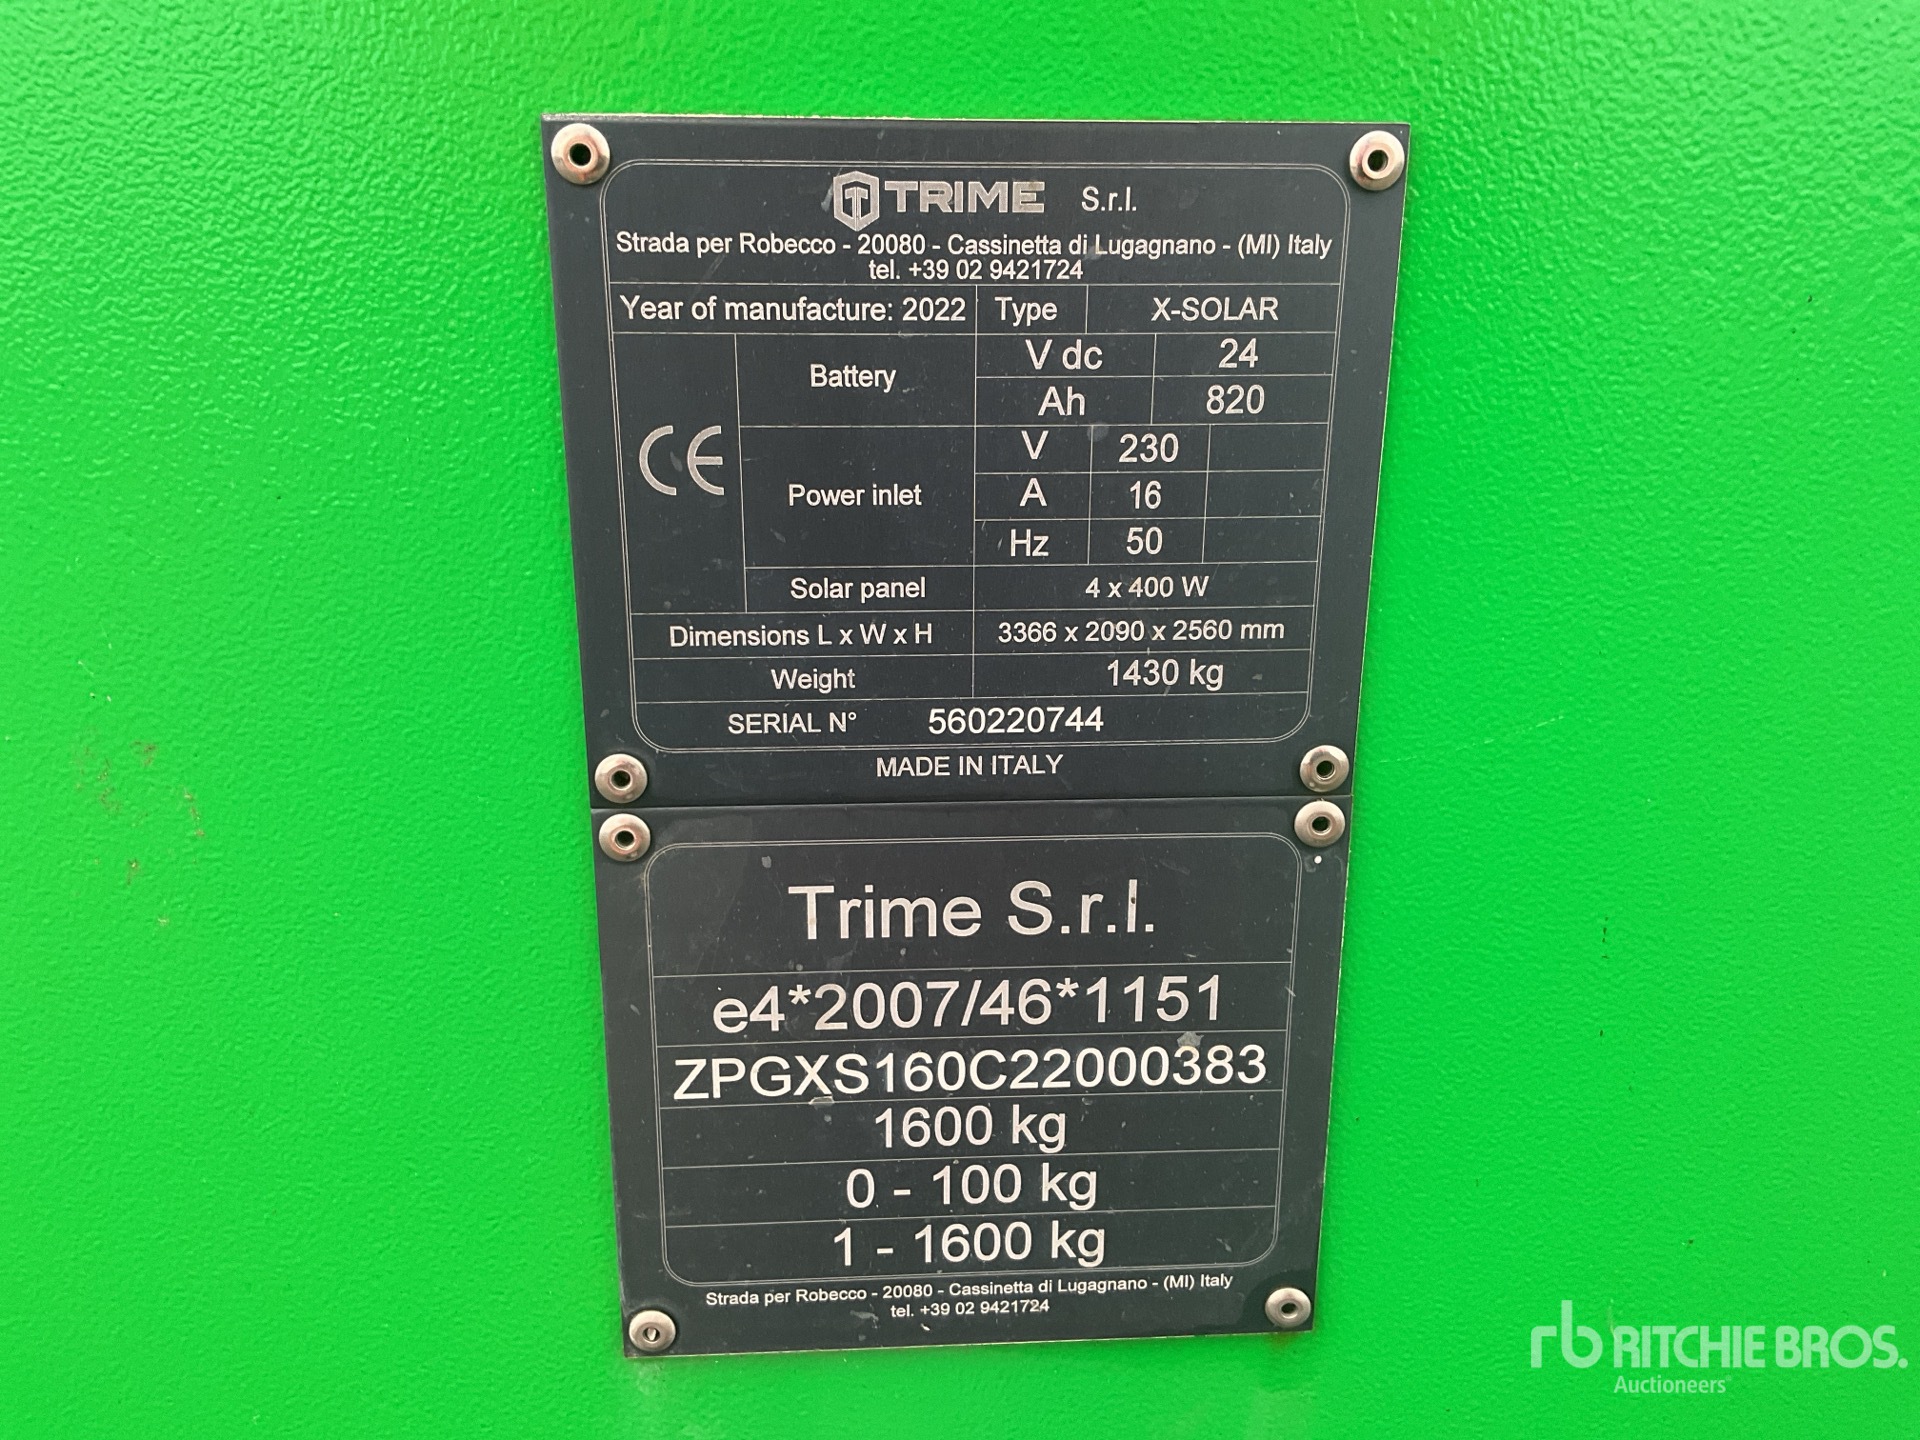 TRIME S.r.l.
Strada per Robecco - 20080 - Cassinetta di Lugagnano - (MI) Italy
tel. +39 02 9421724
Year of manufacture: 2022 Type X-SOLAR
CE
Battery
V dc 24
Ah 820
Power inlet
V 230
A 16
Hz 50
Solar panel 4 x 400 W
Dimensions L x W x H 3366 x 2090 x 2560 mm
Weight 1430 kg
SERIAL N° 560220744
MADE IN ITALY
Trime S.r.l.
e4*2007/46*1151
ZPGXS160C22000383
1600 kg
0 - 100 kg
1 - 1600 kg
Strada per Robecco - 20080 - Cassinetta di Lugagnano - (MI) Italy
tel. +39 02 9421724
rb RITCHIE BROS.
Auctioneers